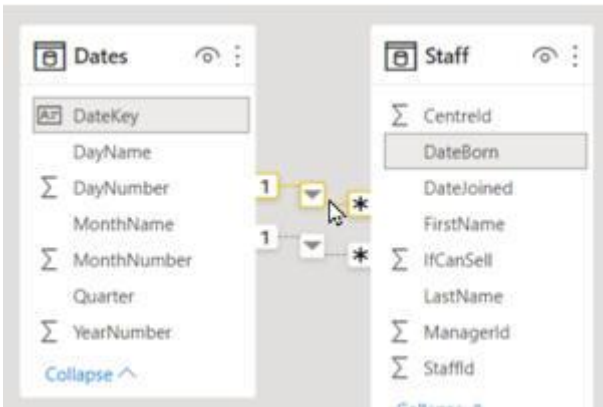 Dates
DateKey
DayName
DayNumber
MonthName
MonthNumber
Quarter
YearNumber
Collapse
1
*
1
*
Staff
CentreId
DateBorn
DateJoined
FirstName
IfCanSell
LastName
ManagerId
StaffId